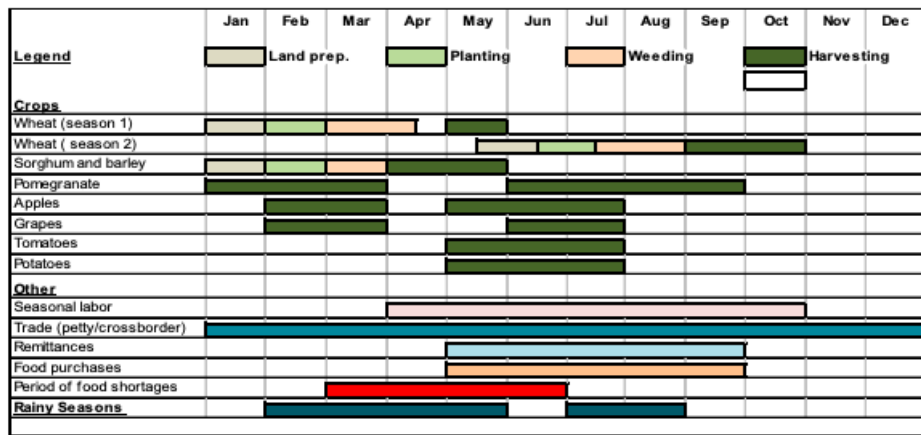 Jan Feb Mar Apr May Jun Jul Aug Sep Oct Nov Dec
Legend Land prep. Planting Weeding Harvesting
Crops
Wheat (season 1)
Wheat ( season 2)
Sorghum and barley
Pomegranate
Apples
Grapes
Tomatoes
Potatoes
Other
Seasonal labor
Trade (petty/crossborder)
Remittances
Food purchases
Period of food shortages
Rainy Seasons